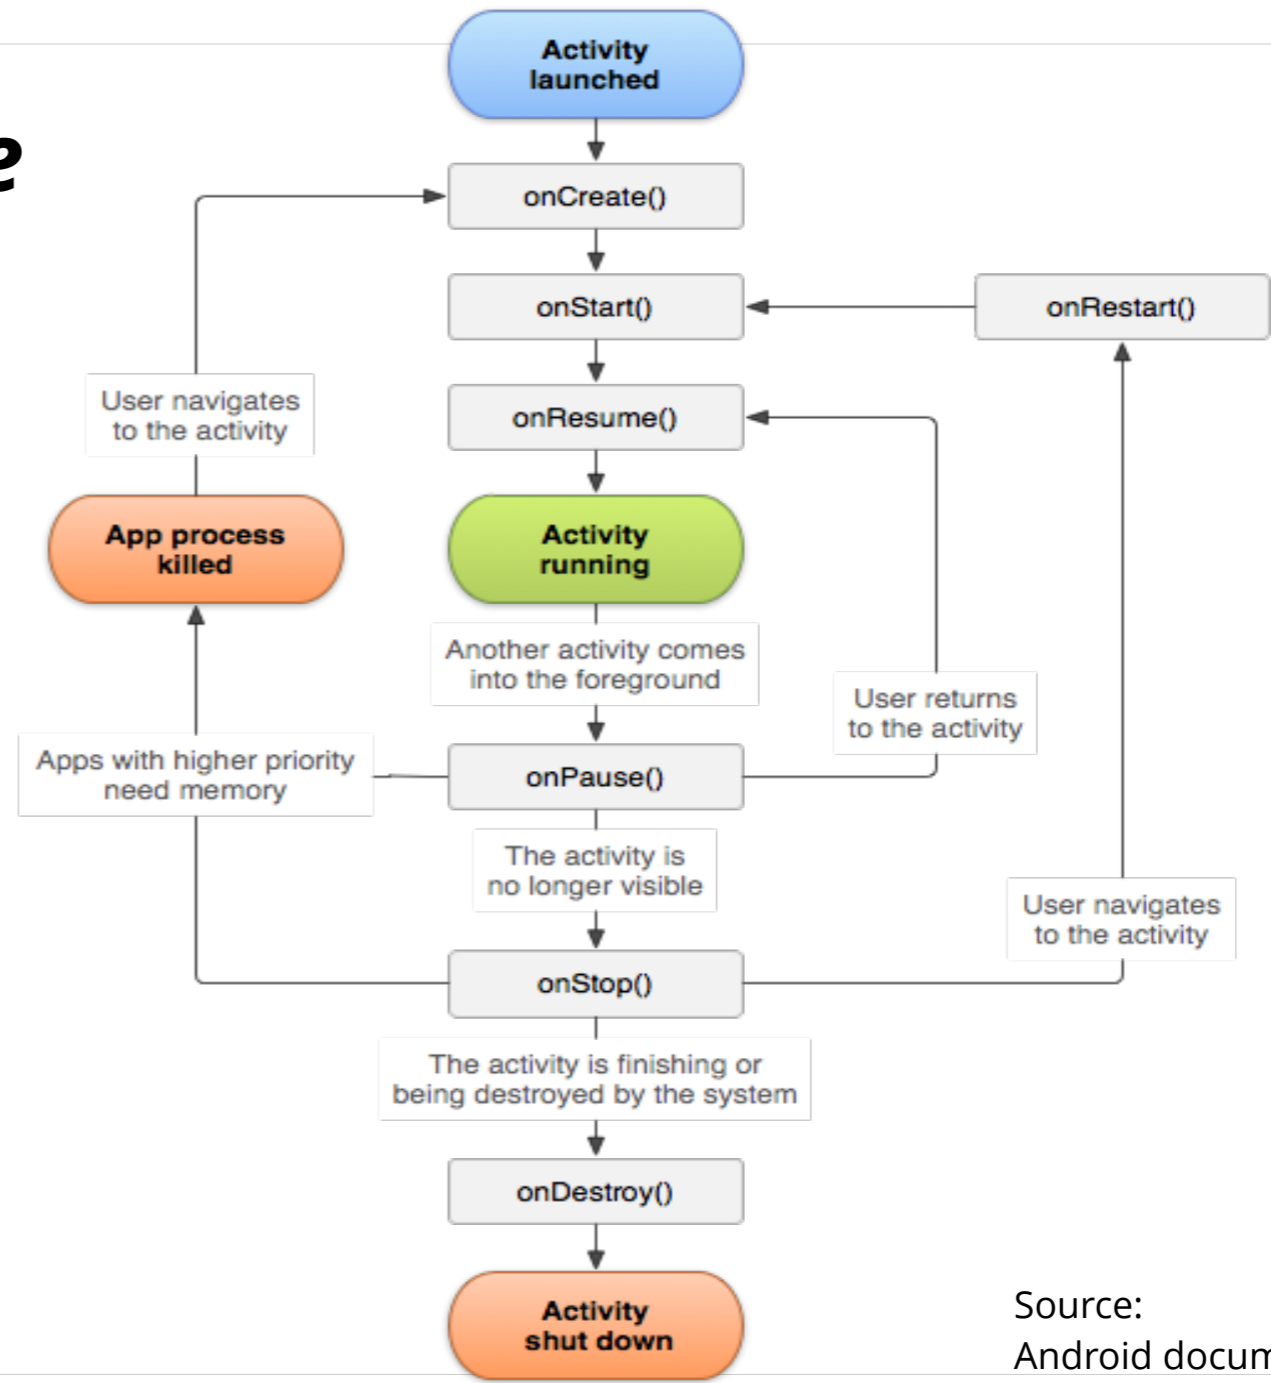 e
Activity
launched
onCreate()
onStart()
onRestart()
User navigates
to the activity
onResume()
App process
killed
Activity
running
Another activity comes
into the foreground
User returns
to the activity
Apps with higher priority
need memory
onPause()
The activity is
no longer visible
User navigates
to the activity
onStop()
The activity is finishing or
being destroyed by the system
onDestroy()
Activity
shut down
Source:
Android docum